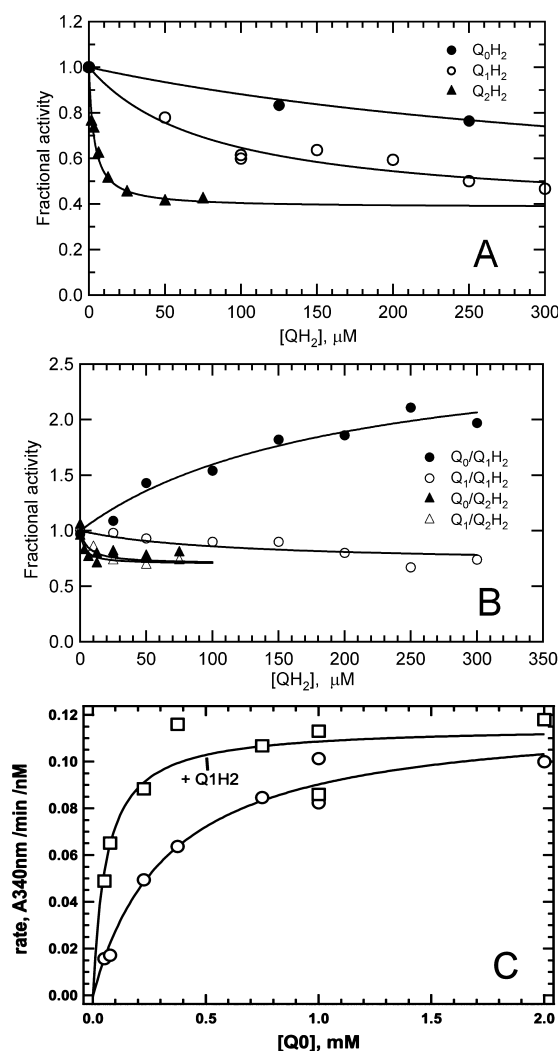 1.0
0.8
0.6
0.4
0.2
0.0
Fractional activity
Q₀H₂
Q₁H₂
Q₂H₂
A
0 50 100 150 200 250 300
[QH₂], μM
2.5
2.0
1.5
1.0
0.5
0.0
Fractional activity
Q₀/Q₁H₂
Q₁/Q₁H₂
Q₀/Q₂H₂
Q₁/Q₂H₂
B
0 50 100 150 200 250 300 350
[QH₂], μM
0.12
0.10
0.08
0.06
0.04
0.02
0.00
rate, A340nm /min /nM
+ Q1H2
C
0.0 0.5 1.0 1.5 2.0
[Q0], mM